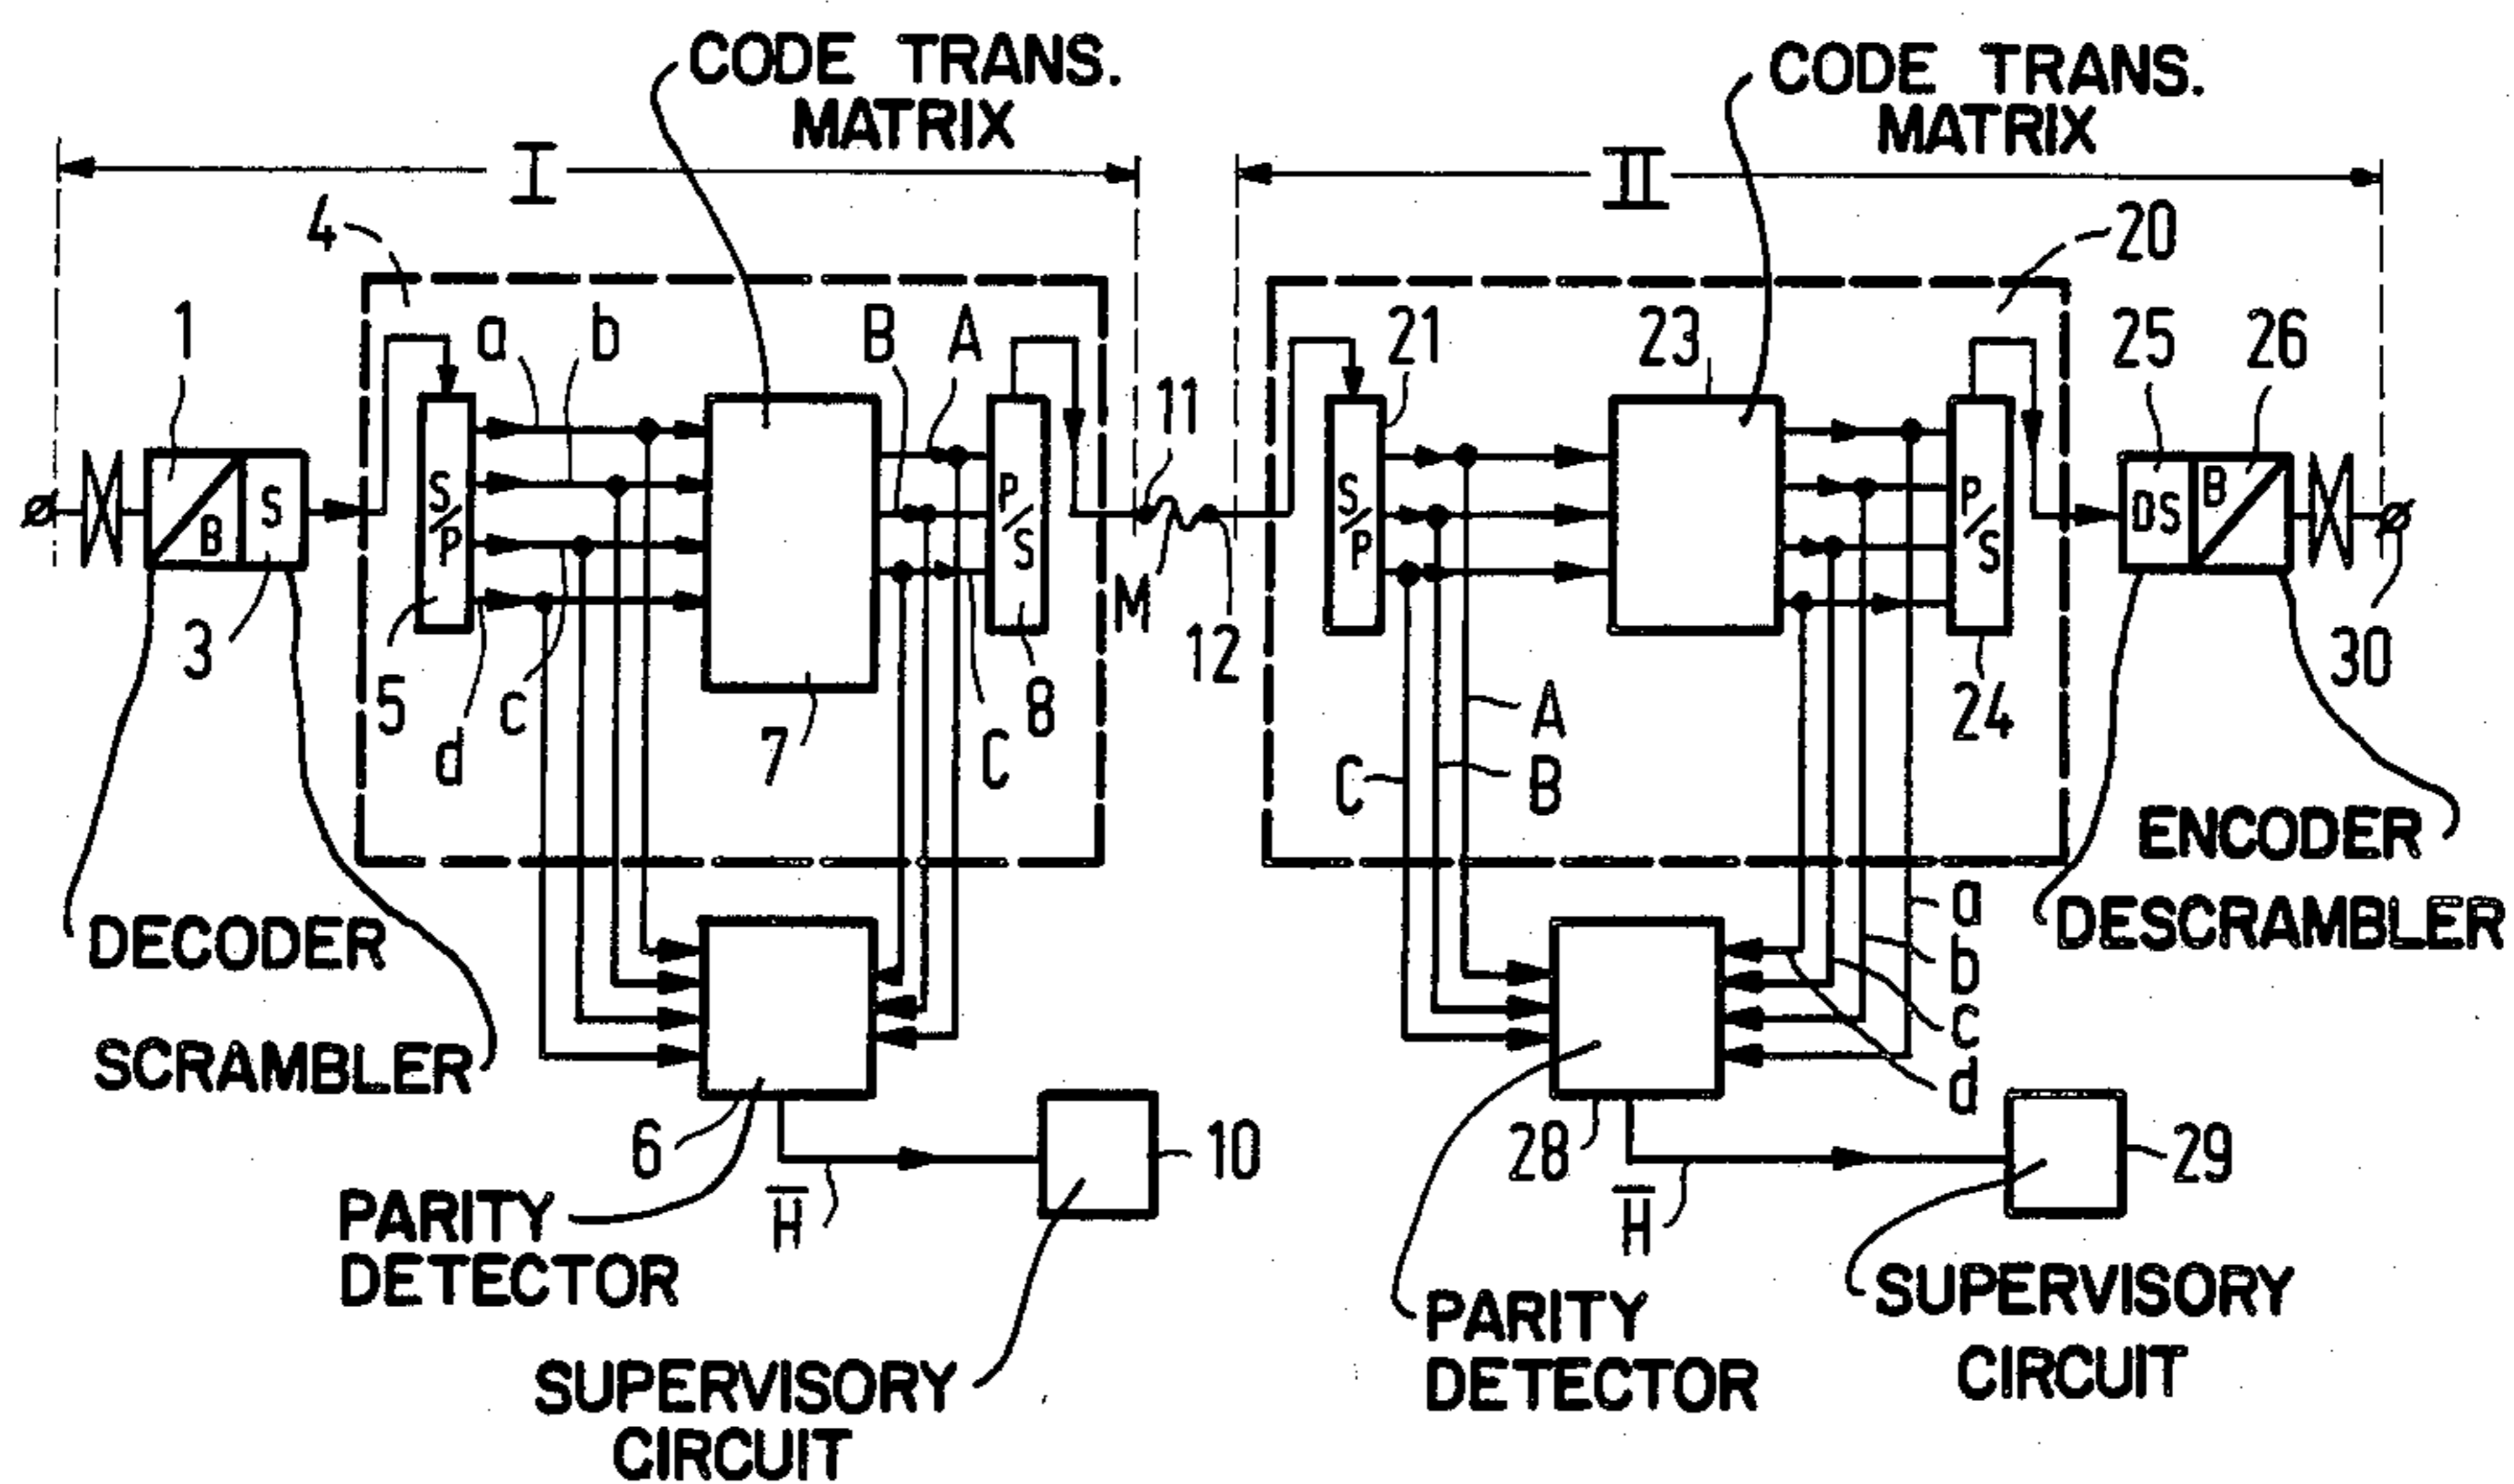 CODE TRANS.
MATRIX
CODE TRANS.
MATRIX
I
II
4
20
1
a
b
B
A
21
23
25
26
11
B
S
S/P
P/S
S/P
P/S
DS
B
3
5
d
c
7
C
8
M
12
A
B
C
24
30
ENCODER
DESCRAMBLER
DECODER
SCRAMBLER
a
b
c
d
6
10
28
29
H̅
H̅
PARITY
DETECTOR
SUPERVISORY
CIRCUIT
PARITY
DETECTOR
SUPERVISORY
CIRCUIT